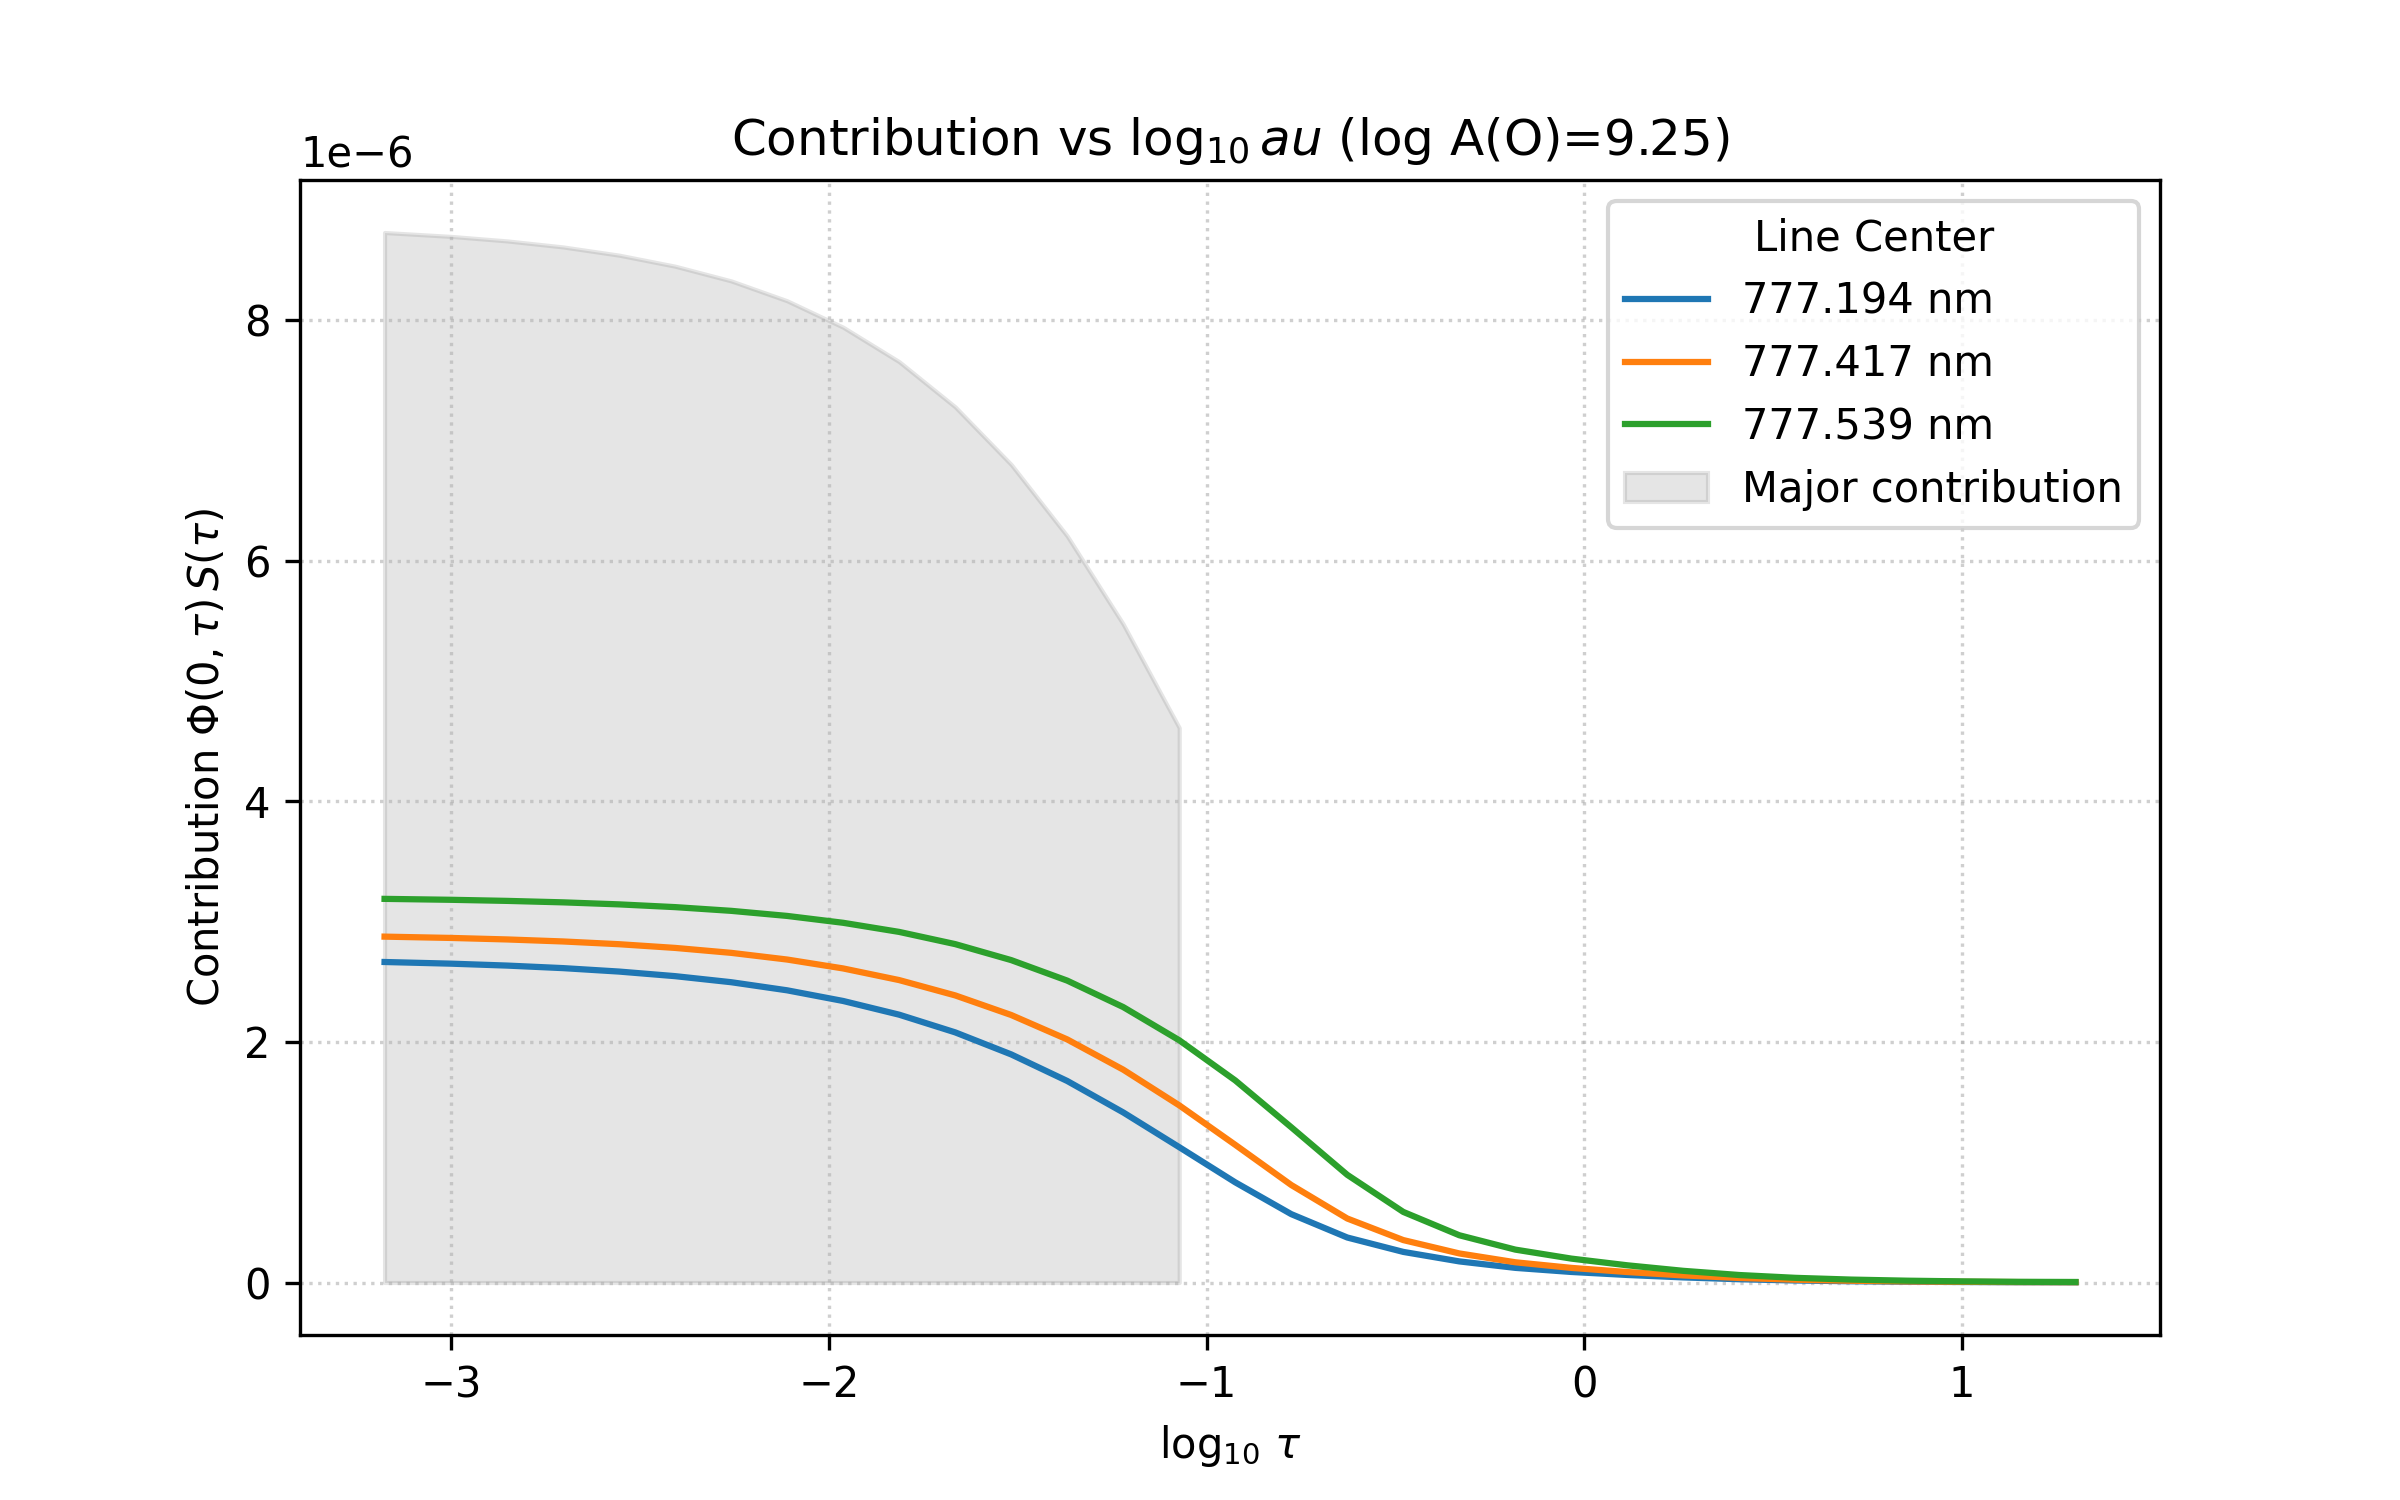 Contribution vs log₁₀ au (log A(O)=9.25)
1e−6
Line Center
777.194 nm
777.417 nm
777.539 nm
Major contribution
Contribution Φ(0, τ) S(τ)
8
6
4
2
0
−3
−2
−1
0
1
log₁₀ τ